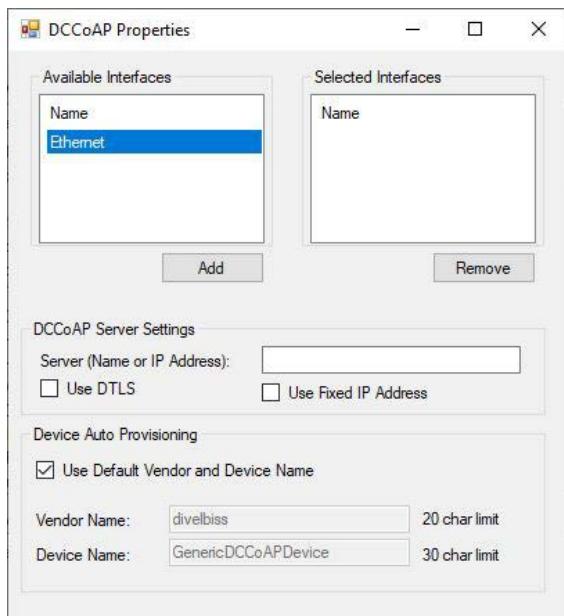 DCCoAP Properties
Available Interfaces
Name
Ethernet
Add
Selected Interfaces
Name
Remove
DCCoAP Server Settings
Server (Name or IP Address):
Use DTLS
Use Fixed IP Address
Device Auto Provisioning
Use Default Vendor and Device Name
Vendor Name: divelbiss 20 char limit
Device Name: GenericDCCoAPDevice 30 char limit